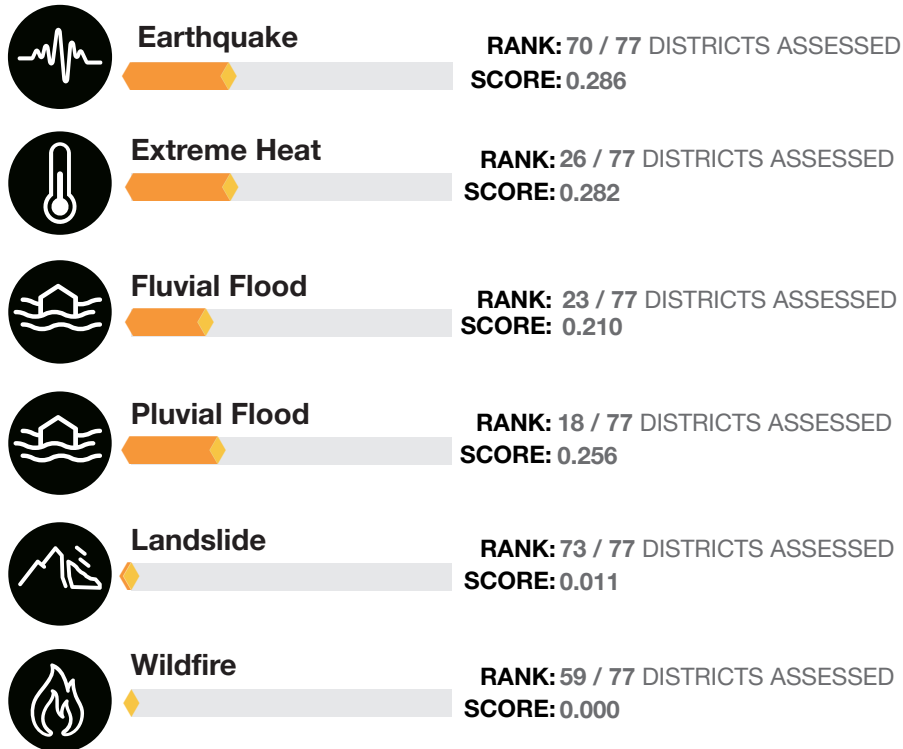 Earthquake
RANK: 70 / 77 DISTRICTS ASSESSED
SCORE: 0.286
Extreme Heat
RANK: 26 / 77 DISTRICTS ASSESSED
SCORE: 0.282
Fluvial Flood
RANK: 23 / 77 DISTRICTS ASSESSED
SCORE: 0.210
Pluvial Flood
RANK: 18 / 77 DISTRICTS ASSESSED
SCORE: 0.256
Landslide
RANK: 73 / 77 DISTRICTS ASSESSED
SCORE: 0.011
Wildfire
RANK: 59 / 77 DISTRICTS ASSESSED
SCORE: 0.000